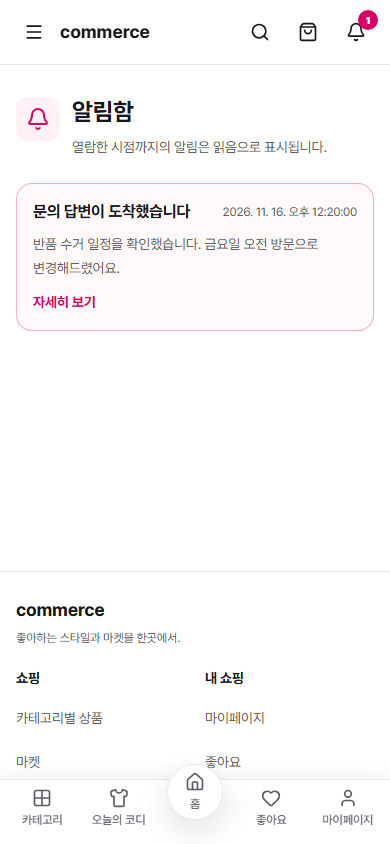 commerce
1
알림함
열람한 시점까지의 알림은 읽음으로 표시됩니다.
문의 답변이 도착했습니다
2026. 11. 16. 오후 12:20:00
반품 수거 일정을 확인했습니다. 금요일 오전 방문으로
변경해드렸어요.
자세히 보기
commerce
좋아하는 스타일과 마켓을 한곳에서.
쇼핑
내 쇼핑
카테고리별 상품
마이페이지
마켓
좋아요
카테고리
오늘의 코디
홈
좋아요
마이페이지